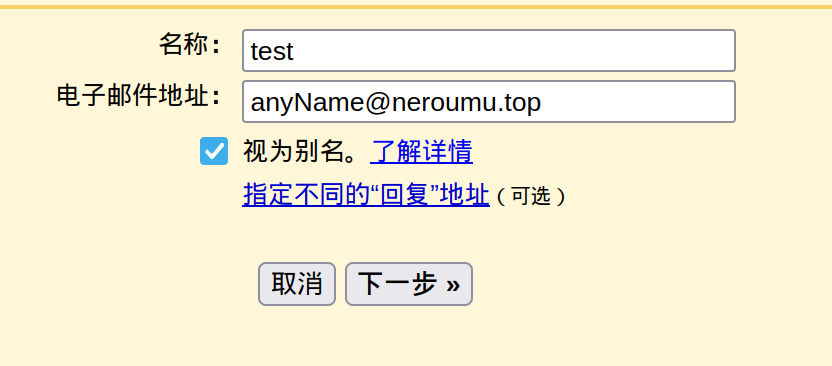 名称： test
电子邮件地址： anyName@neroumu.top
视为别名。了解详情
指定不同的“回复”地址（可选）
取消 下一步 »